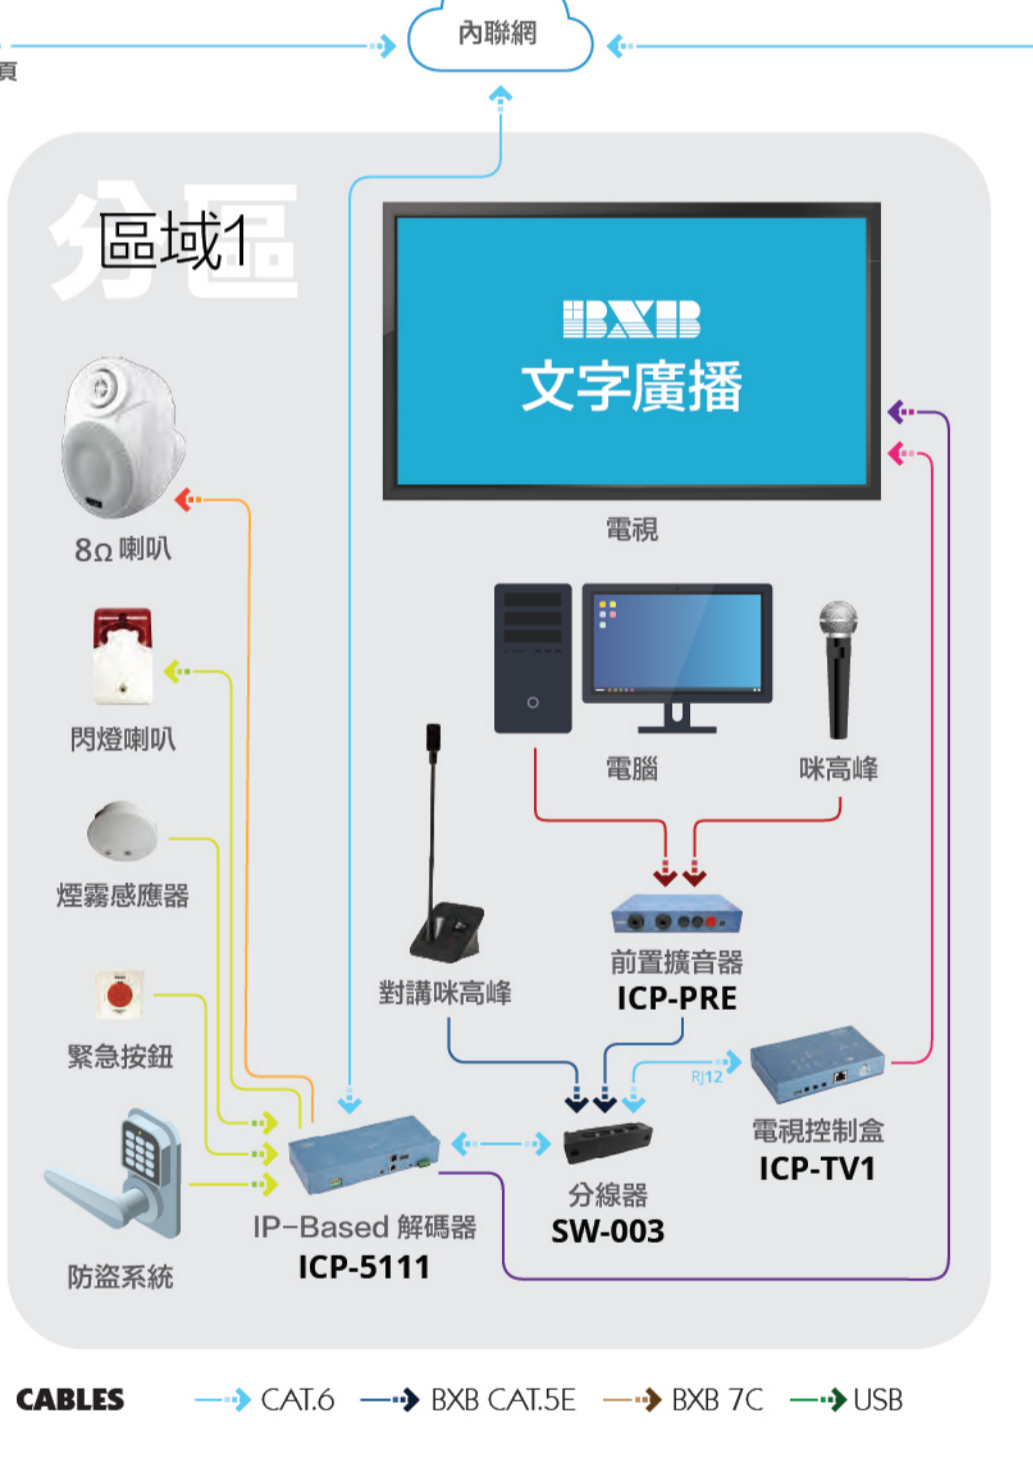 內聯網
頁
分區
區域1
BXB
文字廣播
電視
8Ω 喇叭
閃燈喇叭
電腦
咪高峰
煙霧感應器
前置擴音器
ICP-PRE
對講咪高峰
緊急按鈕
RJ12
電視控制盒
ICP-TV1
分線器
SW-003
IP-Based 解碼器
ICP-5111
防盜系統
CABLES CAT.6 BXB CAT.5E BXB 7C USB